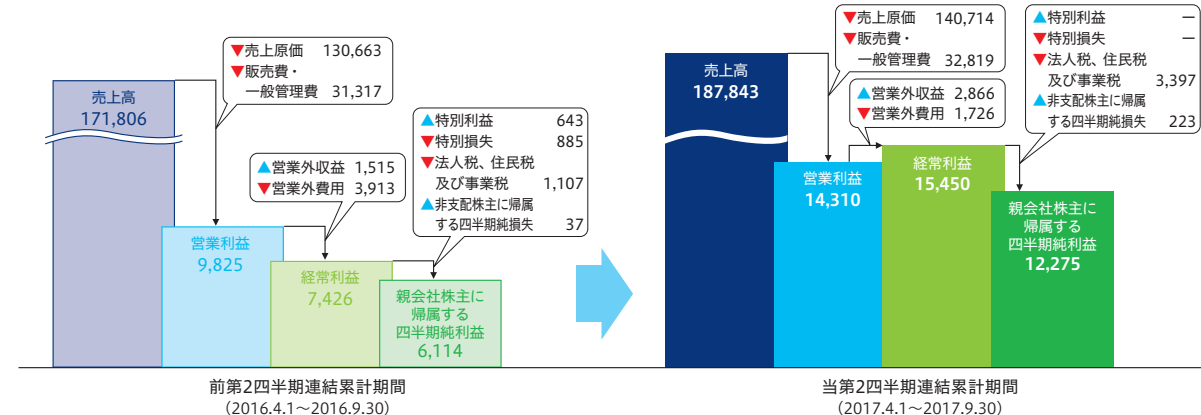 売上高
171,806
▼売上原価 130,663
▼販売費・
一般管理費 31,317
営業利益
9,825
▲営業外収益 1,515
▼営業外費用 3,913
経常利益
7,426
▲特別利益 643
▼特別損失 885
▼法人税、住民税
及び事業税 1,107
▲非支配株主に帰属
する四半期純損失 37
親会社株主に
帰属する
四半期純利益
6,114
前第2四半期連結累計期間
（2016.4.1～2016.9.30）
売上高
187,843
▼売上原価 140,714
▼販売費・
一般管理費 32,819
営業利益
14,310
▲営業外収益 2,866
▼営業外費用 1,726
経常利益
15,450
▲特別利益 ー
▼特別損失 ー
▼法人税、住民税
及び事業税 3,397
▲非支配株主に帰属
する四半期純損失 223
親会社株主に
帰属する
四半期純利益
12,275
当第2四半期連結累計期間
（2017.4.1～2017.9.30）